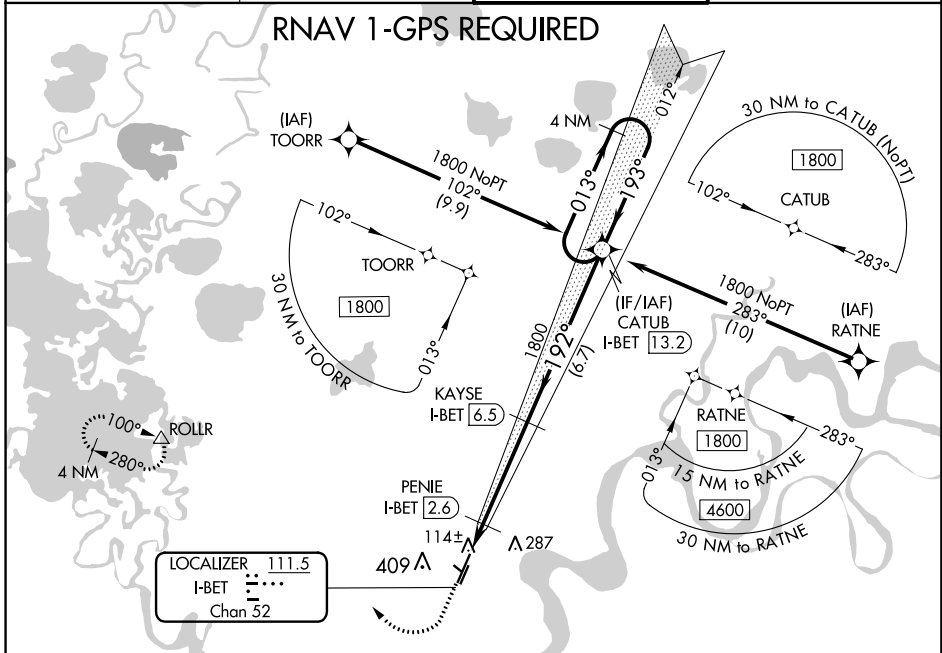 RNAV 1-GPS REQUIRED
(IAF)
TOORR
1800 NoPT
102°
(9.9)
4 NM
013°
193°
012°
30 NM to CATUB (NoPT)
1800
CATUB
102°
283°
102°
TOORR
1800
30 NM to TOORR
013°
(IF/IAF)
CATUB
I-BET 13.2
1800 NoPT
283°
(10)
(IAF)
RATNE
1800
192°
(6.7)
KAYSE
I-BET 6.5
RATNE
1800
283°
013°
15 NM to RATNE
4600
30 NM to RATNE
100°
ROLLR
280°
4 NM
PENIE
I-BET 2.6
114±
287
409
LOCALIZER 111.5
I-BET
Chan 52